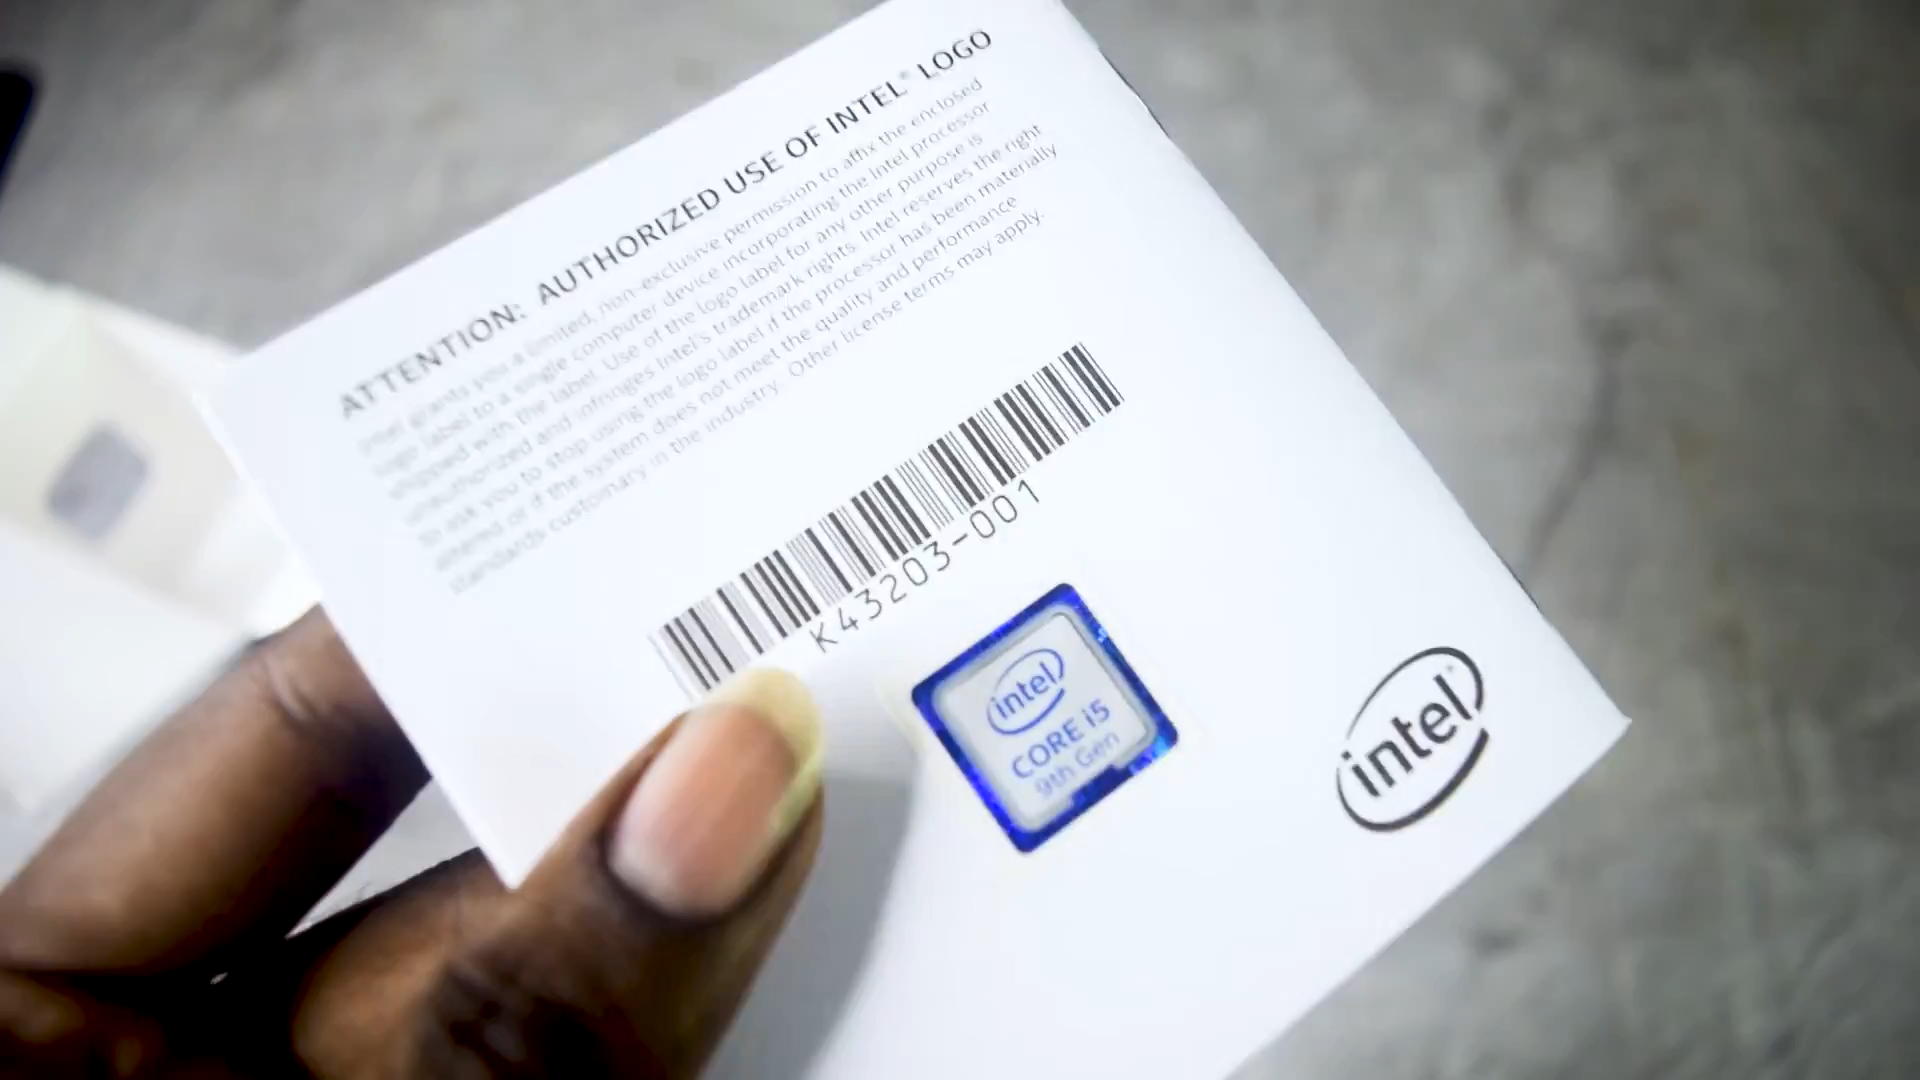 ATTENTION: AUTHORIZED USE OF INTEL® LOGO
Intel grants you a limited, non-exclusive permission to affix the enclosed
logo label to a single computer device incorporating the Intel processor
shipped with the label. Use of the logo label for any other purpose is
unauthorized and infringes Intel's trademark rights. Intel reserves the right
to ask you to stop using the logo label if the processor has been materially
altered or if the system does not meet the quality and performance
standards customary in the industry. Other license terms may apply.
K43203-001
intel
CORE i5
9th Gen
intel®